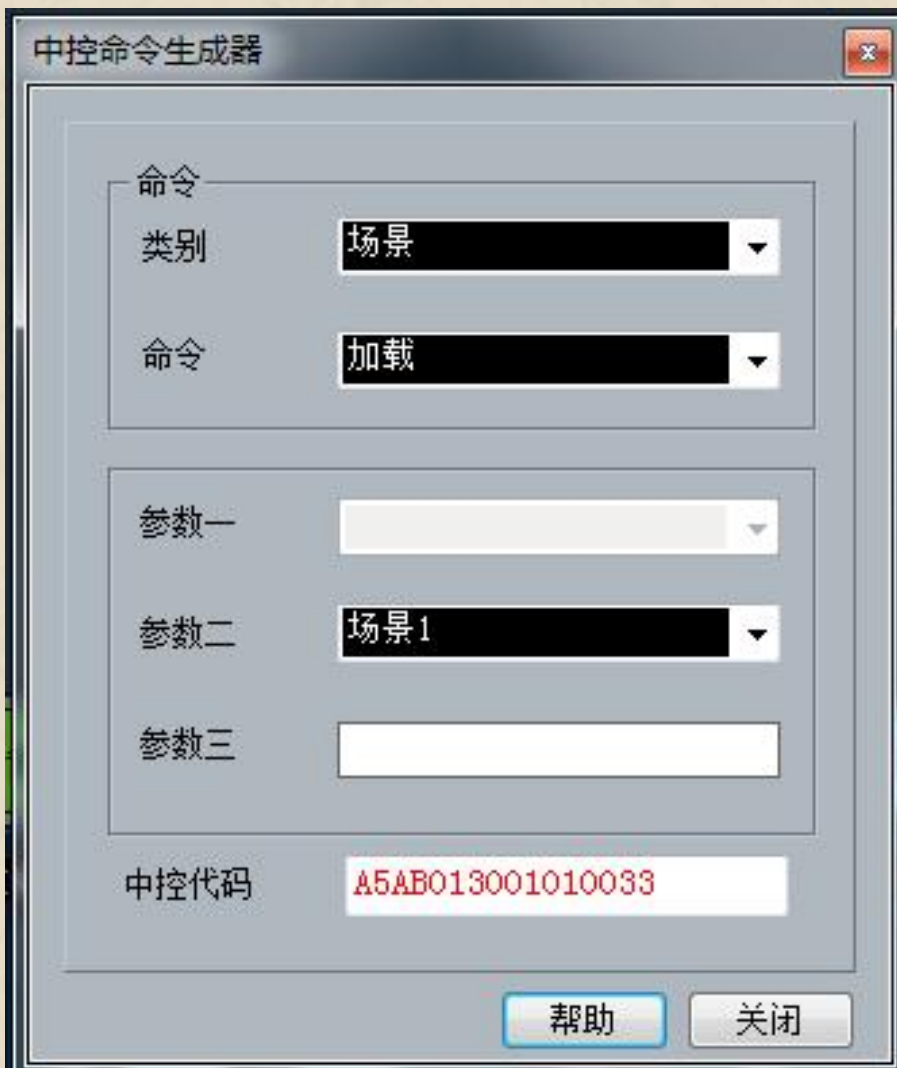 中控命令生成器
命令
类别 场景
命令 加载
参数一
参数二 场景1
参数三
中控代码 A5AB013001010033
帮助 关闭